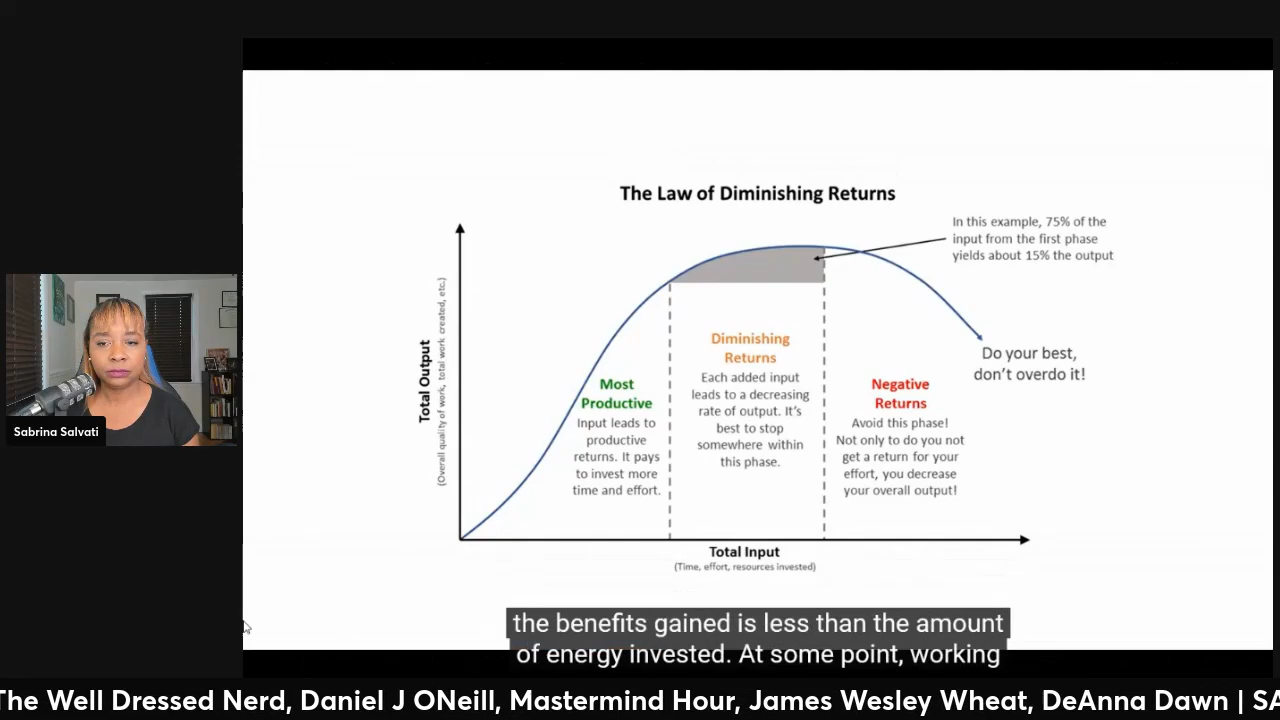 The Law of Diminishing Returns
In this example, 75% of the
input from the first phase
yields about 15% the output
Total Output
(Overall quality of work, total work created, etc.)
Most
Productive
Input leads to
productive
returns. It pays
to invest more
time and effort.
Diminishing
Returns
Each added input
leads to a decreasing
rate of output. It's
best to stop
somewhere within
this phase.
Negative
Returns
Avoid this phase!
Not only to do you not
get a return for your
effort, you decrease
your overall output!
Do your best,
don't overdo it!
Total Input
(Time, effort, resources invested)
Sabrina Salvati
the benefits gained is less than the amount
of energy invested. At some point, working
The Well Dressed Nerd, Daniel J ONeill, Mastermind Hour, James Wesley Wheat, DeAnna Dawn | SA